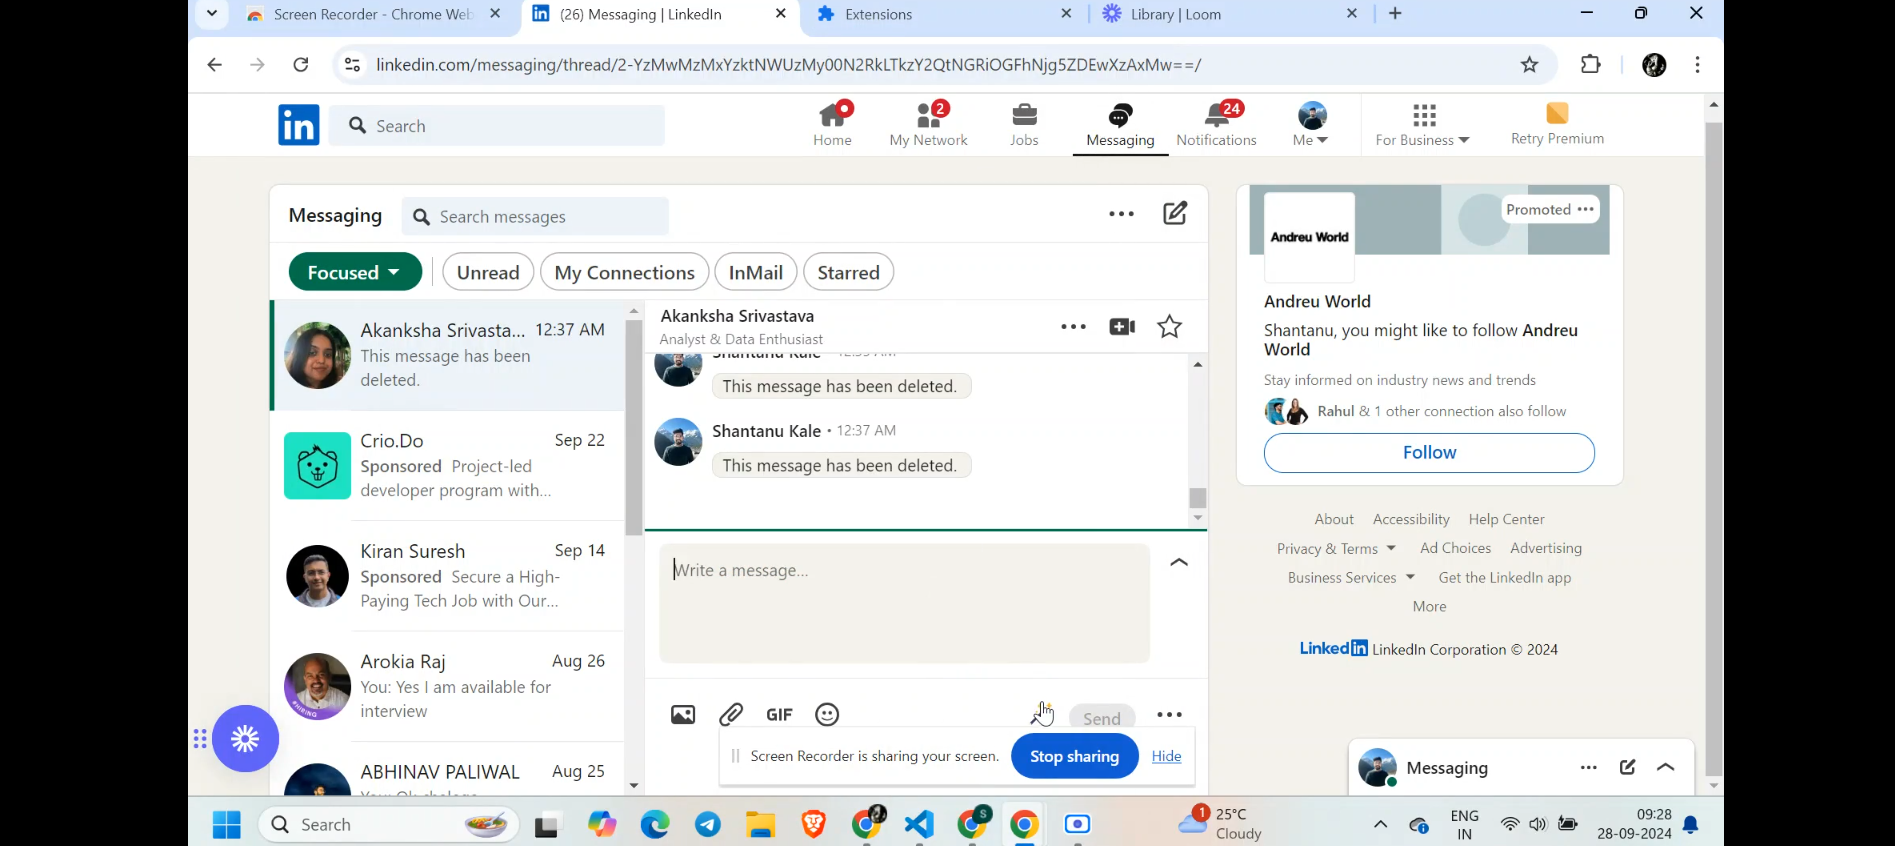 Screen Recorder - Chrome Web
(26) Messaging | LinkedIn
Extensions
Library | Loom
linkedin.com/messaging/thread/2-YzMwMzMxYzktNWUzMy00N2RkLTkzY2QtNGRiOGFhNjg5ZDEwXzAxMw==/
in
Search
Home
2
My Network
Jobs
Messaging
24
Notifications
Me
For Business
Retry Premium
Messaging
Search messages
Focused
Unread
My Connections
InMail
Starred
Akanksha Srivasta... 12:37 AM
This message has been
deleted.
Crio.Do Sep 22
Sponsored Project-led
developer program with...
Kiran Suresh Sep 14
Sponsored Secure a High-
Paying Tech Job with Our...
Arokia Raj Aug 26
You: Yes I am available for
interview
#HIRING
ABHINAV PALIWAL Aug 25
Akanksha Srivastava
Analyst & Data Enthusiast
Shantanu Kale
This message has been deleted.
Shantanu Kale • 12:37 AM
This message has been deleted.
Write a message...
GIF
Send
Screen Recorder is sharing your screen.
Stop sharing
Hide
Promoted
Andreu World
Andreu World
Shantanu, you might like to follow Andreu
World
Stay informed on industry news and trends
Rahul & 1 other connection also follow
Follow
About Accessibility Help Center
Privacy & Terms Ad Choices Advertising
Business Services Get the LinkedIn app
More
LinkedIn LinkedIn Corporation © 2024
Messaging
Search
S
1
25°C
Cloudy
ENG
IN
09:28
28-09-2024